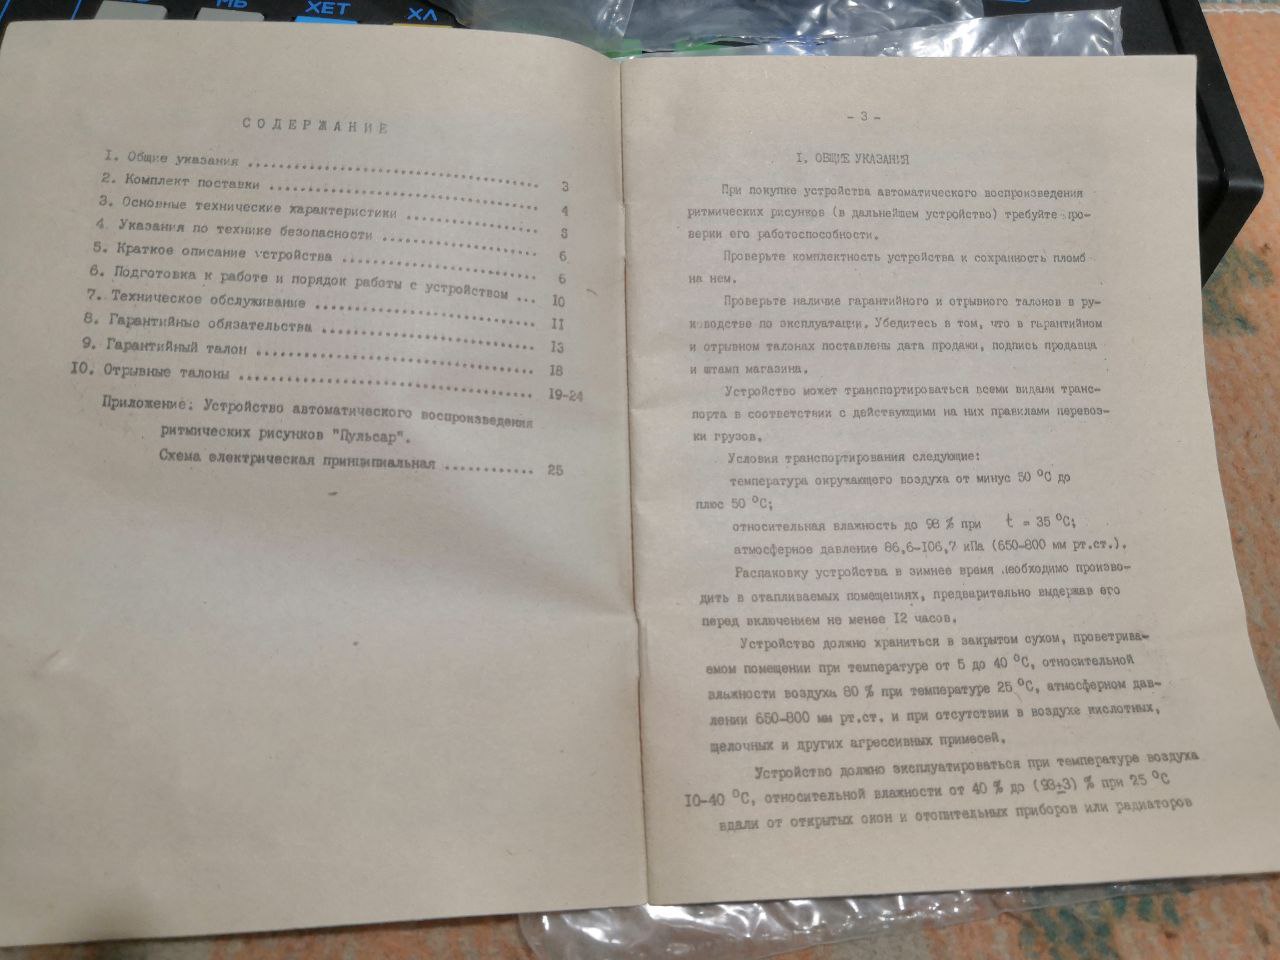 МБ
ХЕТ
ХЛ
СОДЕРЖАНИЕ
I. Общие указания ........................................ 3
2. Комплект поставки ..................................... 4
3. Основные технические характеристики ................... 
4. Указания по технике безопасности ...................... 6
5. Краткое описание устройства ........................... 6
6. Подготовка к работе и порядок работы с устройством ... 10
7. Техническое обслуживание .............................. II
8. Гарантийные обязательства ............................. 13
9. Гарантийный талон ..................................... 18
10. Отрывные талоны ...................................... 19-24
Приложение: Устройство автоматического воспроизведения
ритмических рисунков "Пульсар".
Схема электрическая принципиальная ............ 25
- 3 -
I. ОБЩИЕ УКАЗАНИЯ
При покупке устройства автоматического воспроизведения
ритмических рисунков (в дальнейшем устройство) требуйте про-
верки его работоспособности.
Проверьте комплектность устройства и сохранность пломб
на нем.
Проверьте наличие гарантийного и отрывного талонов в ру-
ководстве по эксплуатации. Убедитесь в том, что в гарантийном
и отрывном талонах поставлены дата продажи, подпись продавца
и штамп магазина.
Устройство может транспортироваться всеми видами транс-
порта в соответствии с действующими на них правилами перевоз-
ки грузов.
Условия транспортирования следующие:
температура окружающего воздуха от минус 50 °С до
плюс 50 °С;
относительная влажность до 98 % при t = 35 °С;
атмосферное давление 86,6-106,7 кПа (650-800 мм рт.ст.).
Распаковку устройства в зимнее время необходимо произво-
дить в отапливаемых помещениях, предварительно выдержав его
перед включением не менее 12 часов.
Устройство должно храниться в закрытом сухом, проветрива-
емом помещении при температуре от 5 до 40 °С, относительной
влажности воздуха 80 % при температуре 25 °С, атмосферном дав-
лении 650-800 мм рт.ст. и при отсутствии в воздухе кислотных,
щелочных и других агрессивных примесей.
Устройство должно эксплуатироваться при температуре воздуха
10-40 °С, относительной влажности от 40 % до (93±3) % при 25 °С
вдали от открытых окон и отопительных приборов или радиаторов